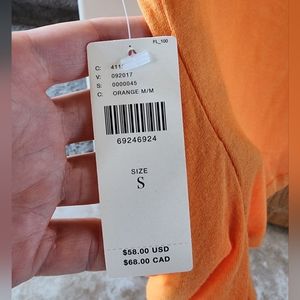 FL_100
C:
V: 092017
S: 0000045
C: ORANGE M/M
69246924
SIZE
S
$58.00 USD
$68.00 CAD